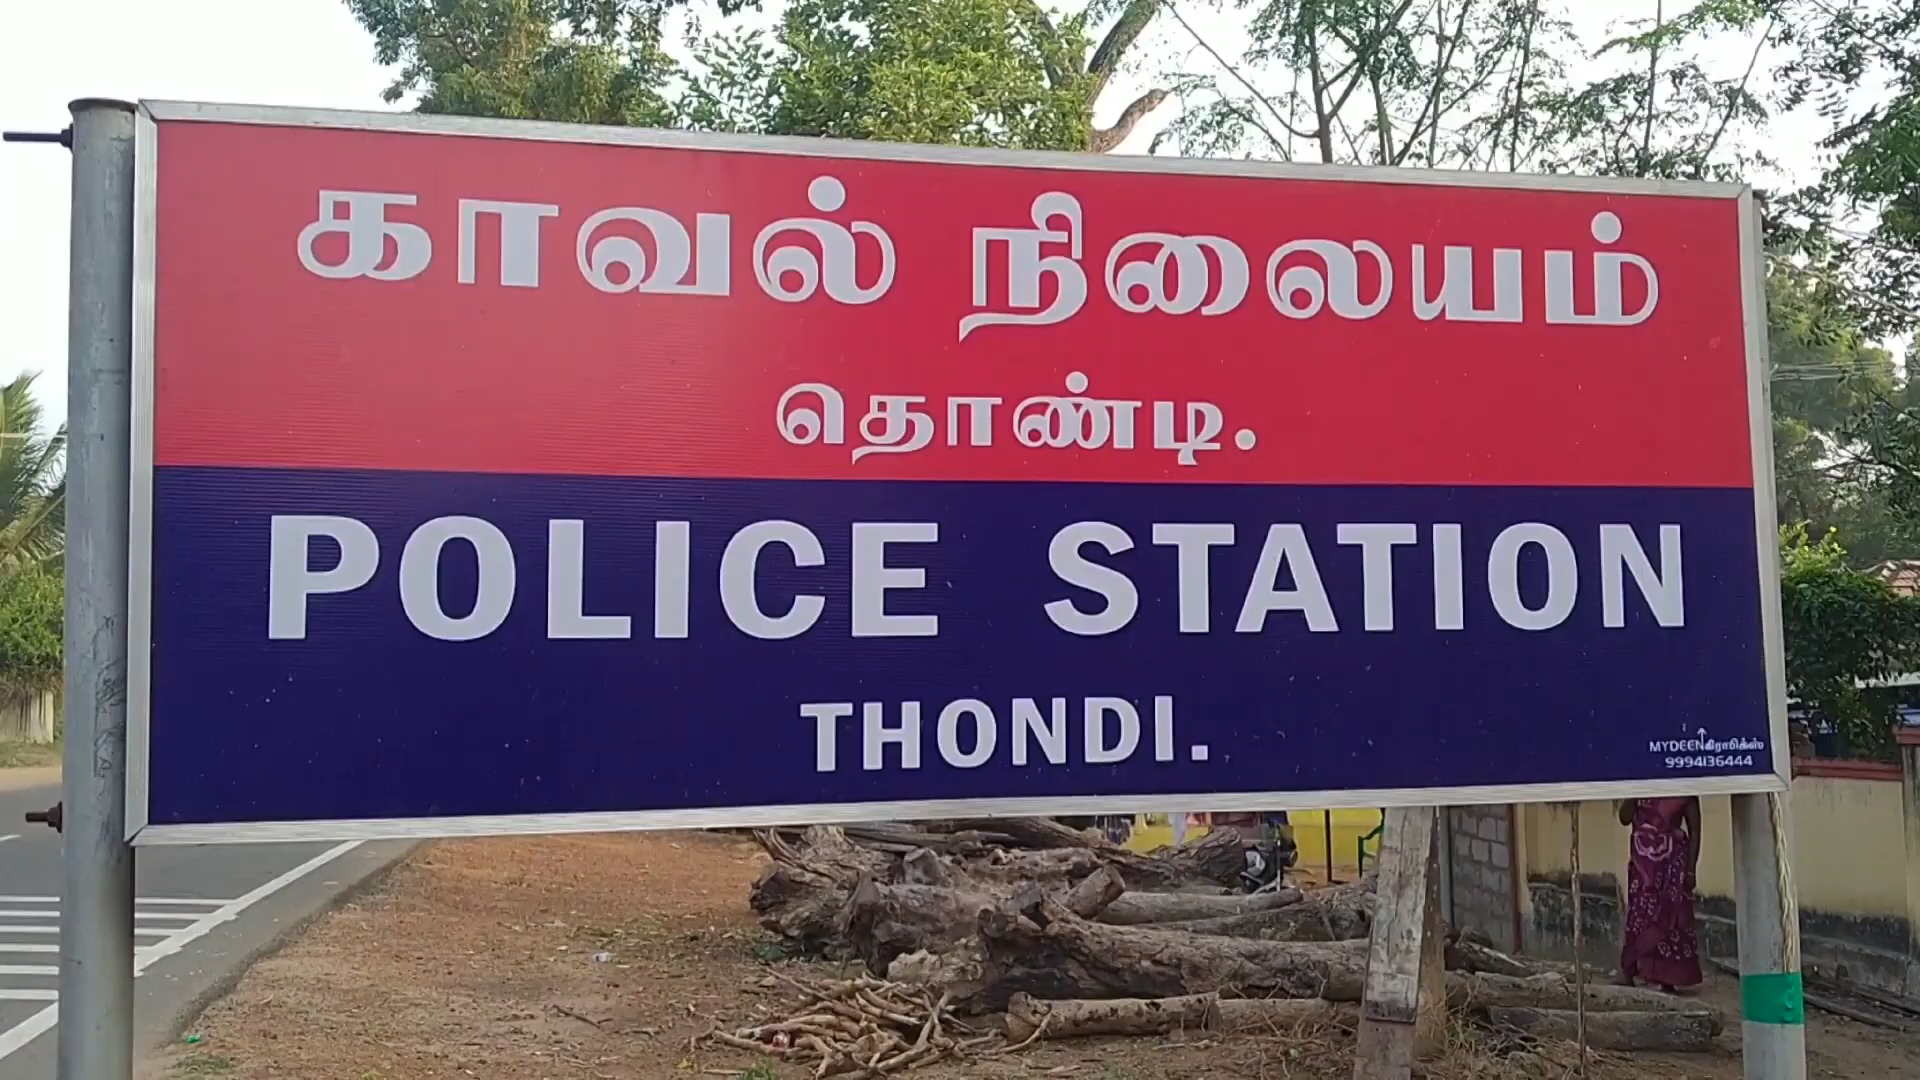 காவல் நிலையம்
தொண்டி.
POLICE STATION
THONDI.
MYDEEN கிராபிக்ஸ்
9994136444